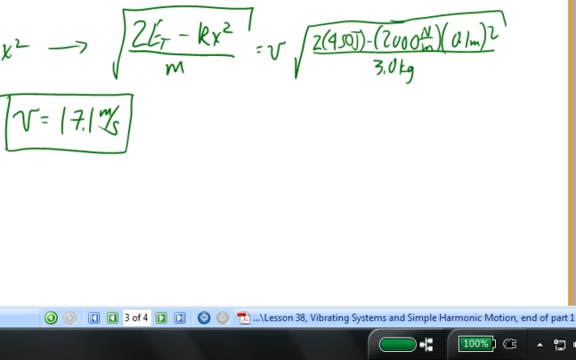 x² → √((2E_T - kx²)/m) = v √((2(450J)-(2000 N/m)(0.1m)²)/3.0kg)
v = 17.1 m/s
3 of 4 ...\Lesson 38, Vibrating Systems and Simple Harmonic Motion, end of part 1
100%